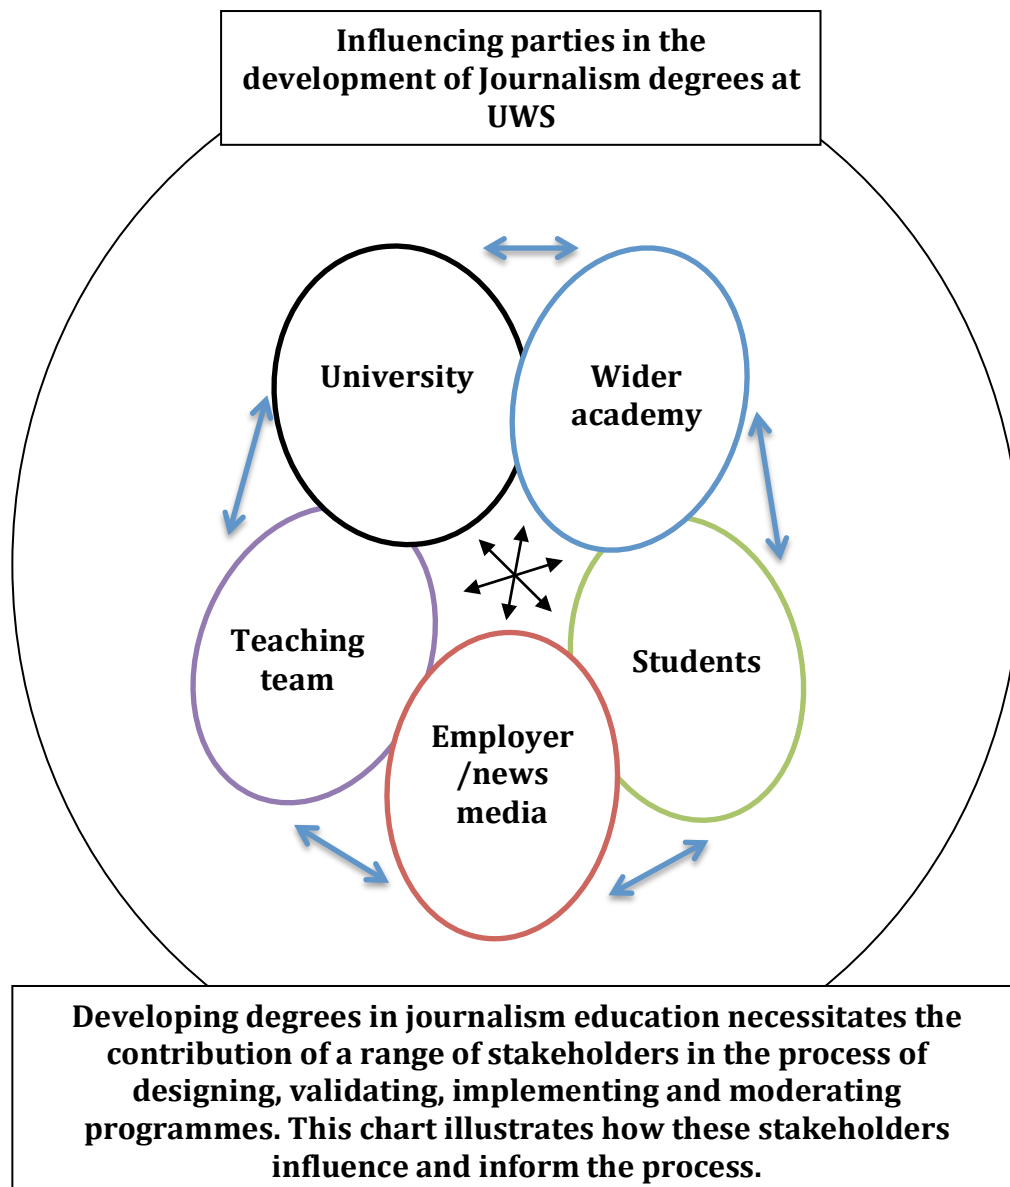 Influencing parties in the
development of Journalism degrees at
UWS
University
Wider
academy
Teaching
team
Students
Employer
/news
media
Developing degrees in journalism education necessitates the
contribution of a range of stakeholders in the process of
designing, validating, implementing and moderating
programmes. This chart illustrates how these stakeholders
influence and inform the process.